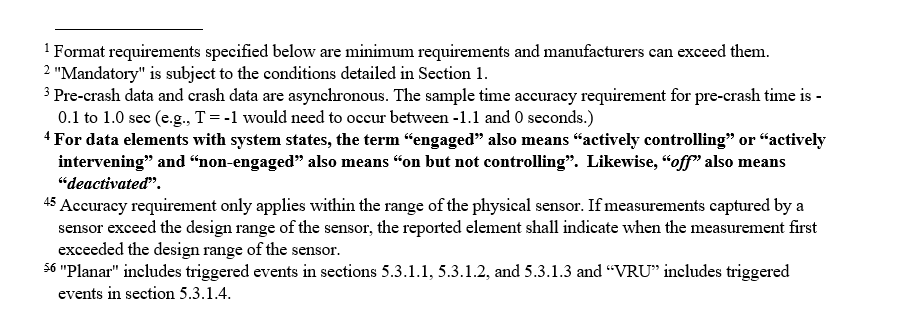 1 Format requirements specified below are minimum requirements and manufacturers can exceed them.
2 "Mandatory" is subject to the conditions detailed in Section 1.
3 Pre-crash data and crash data are asynchronous. The sample time accuracy requirement for pre-crash time is -
0.1 to 1.0 sec (e.g., T = -1 would need to occur between -1.1 and 0 seconds.)
4 For data elements with system states, the term “engaged” also means “actively controlling” or “actively
intervening” and “non-engaged” also means “on but not controlling”. Likewise, “off” also means
“deactivated”.
45 Accuracy requirement only applies within the range of the physical sensor. If measurements captured by a
sensor exceed the design range of the sensor, the reported element shall indicate when the measurement first
exceeded the design range of the sensor.
56 "Planar" includes triggered events in sections 5.3.1.1, 5.3.1.2, and 5.3.1.3 and “VRU” includes triggered
events in section 5.3.1.4.